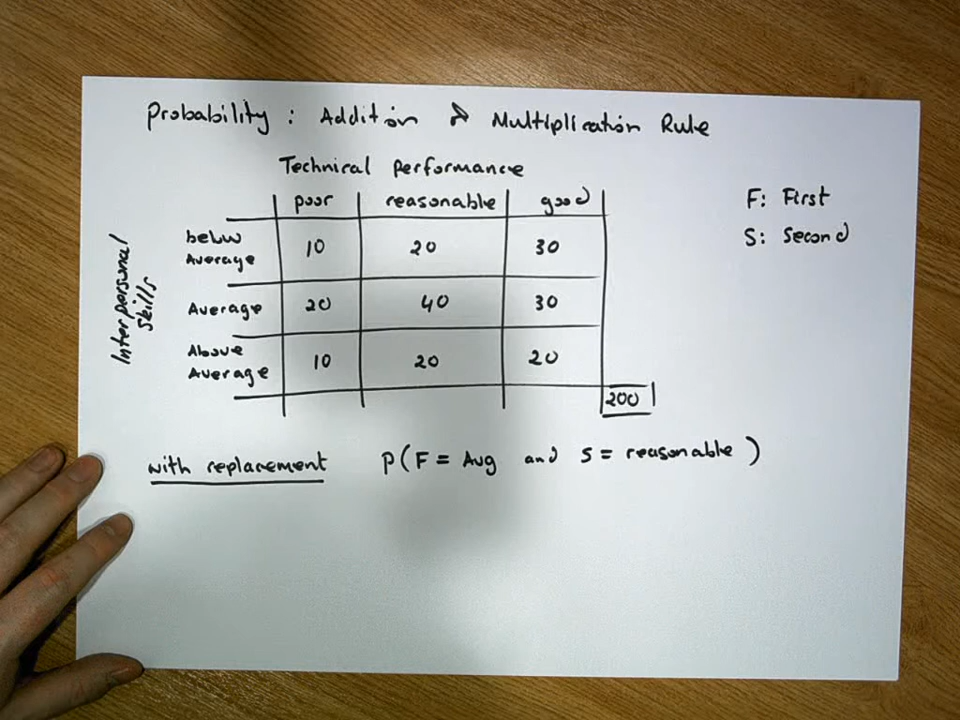 Probability : Addition & Multiplication Rule
Technical Performance
poor reasonable good
F: First
S: Second
Interpersonal
Skills
below
Average 10 20 30
Average 20 40 30
Above
Average 10 20 20
200
with replacement P(F = Avg and S = reasonable)